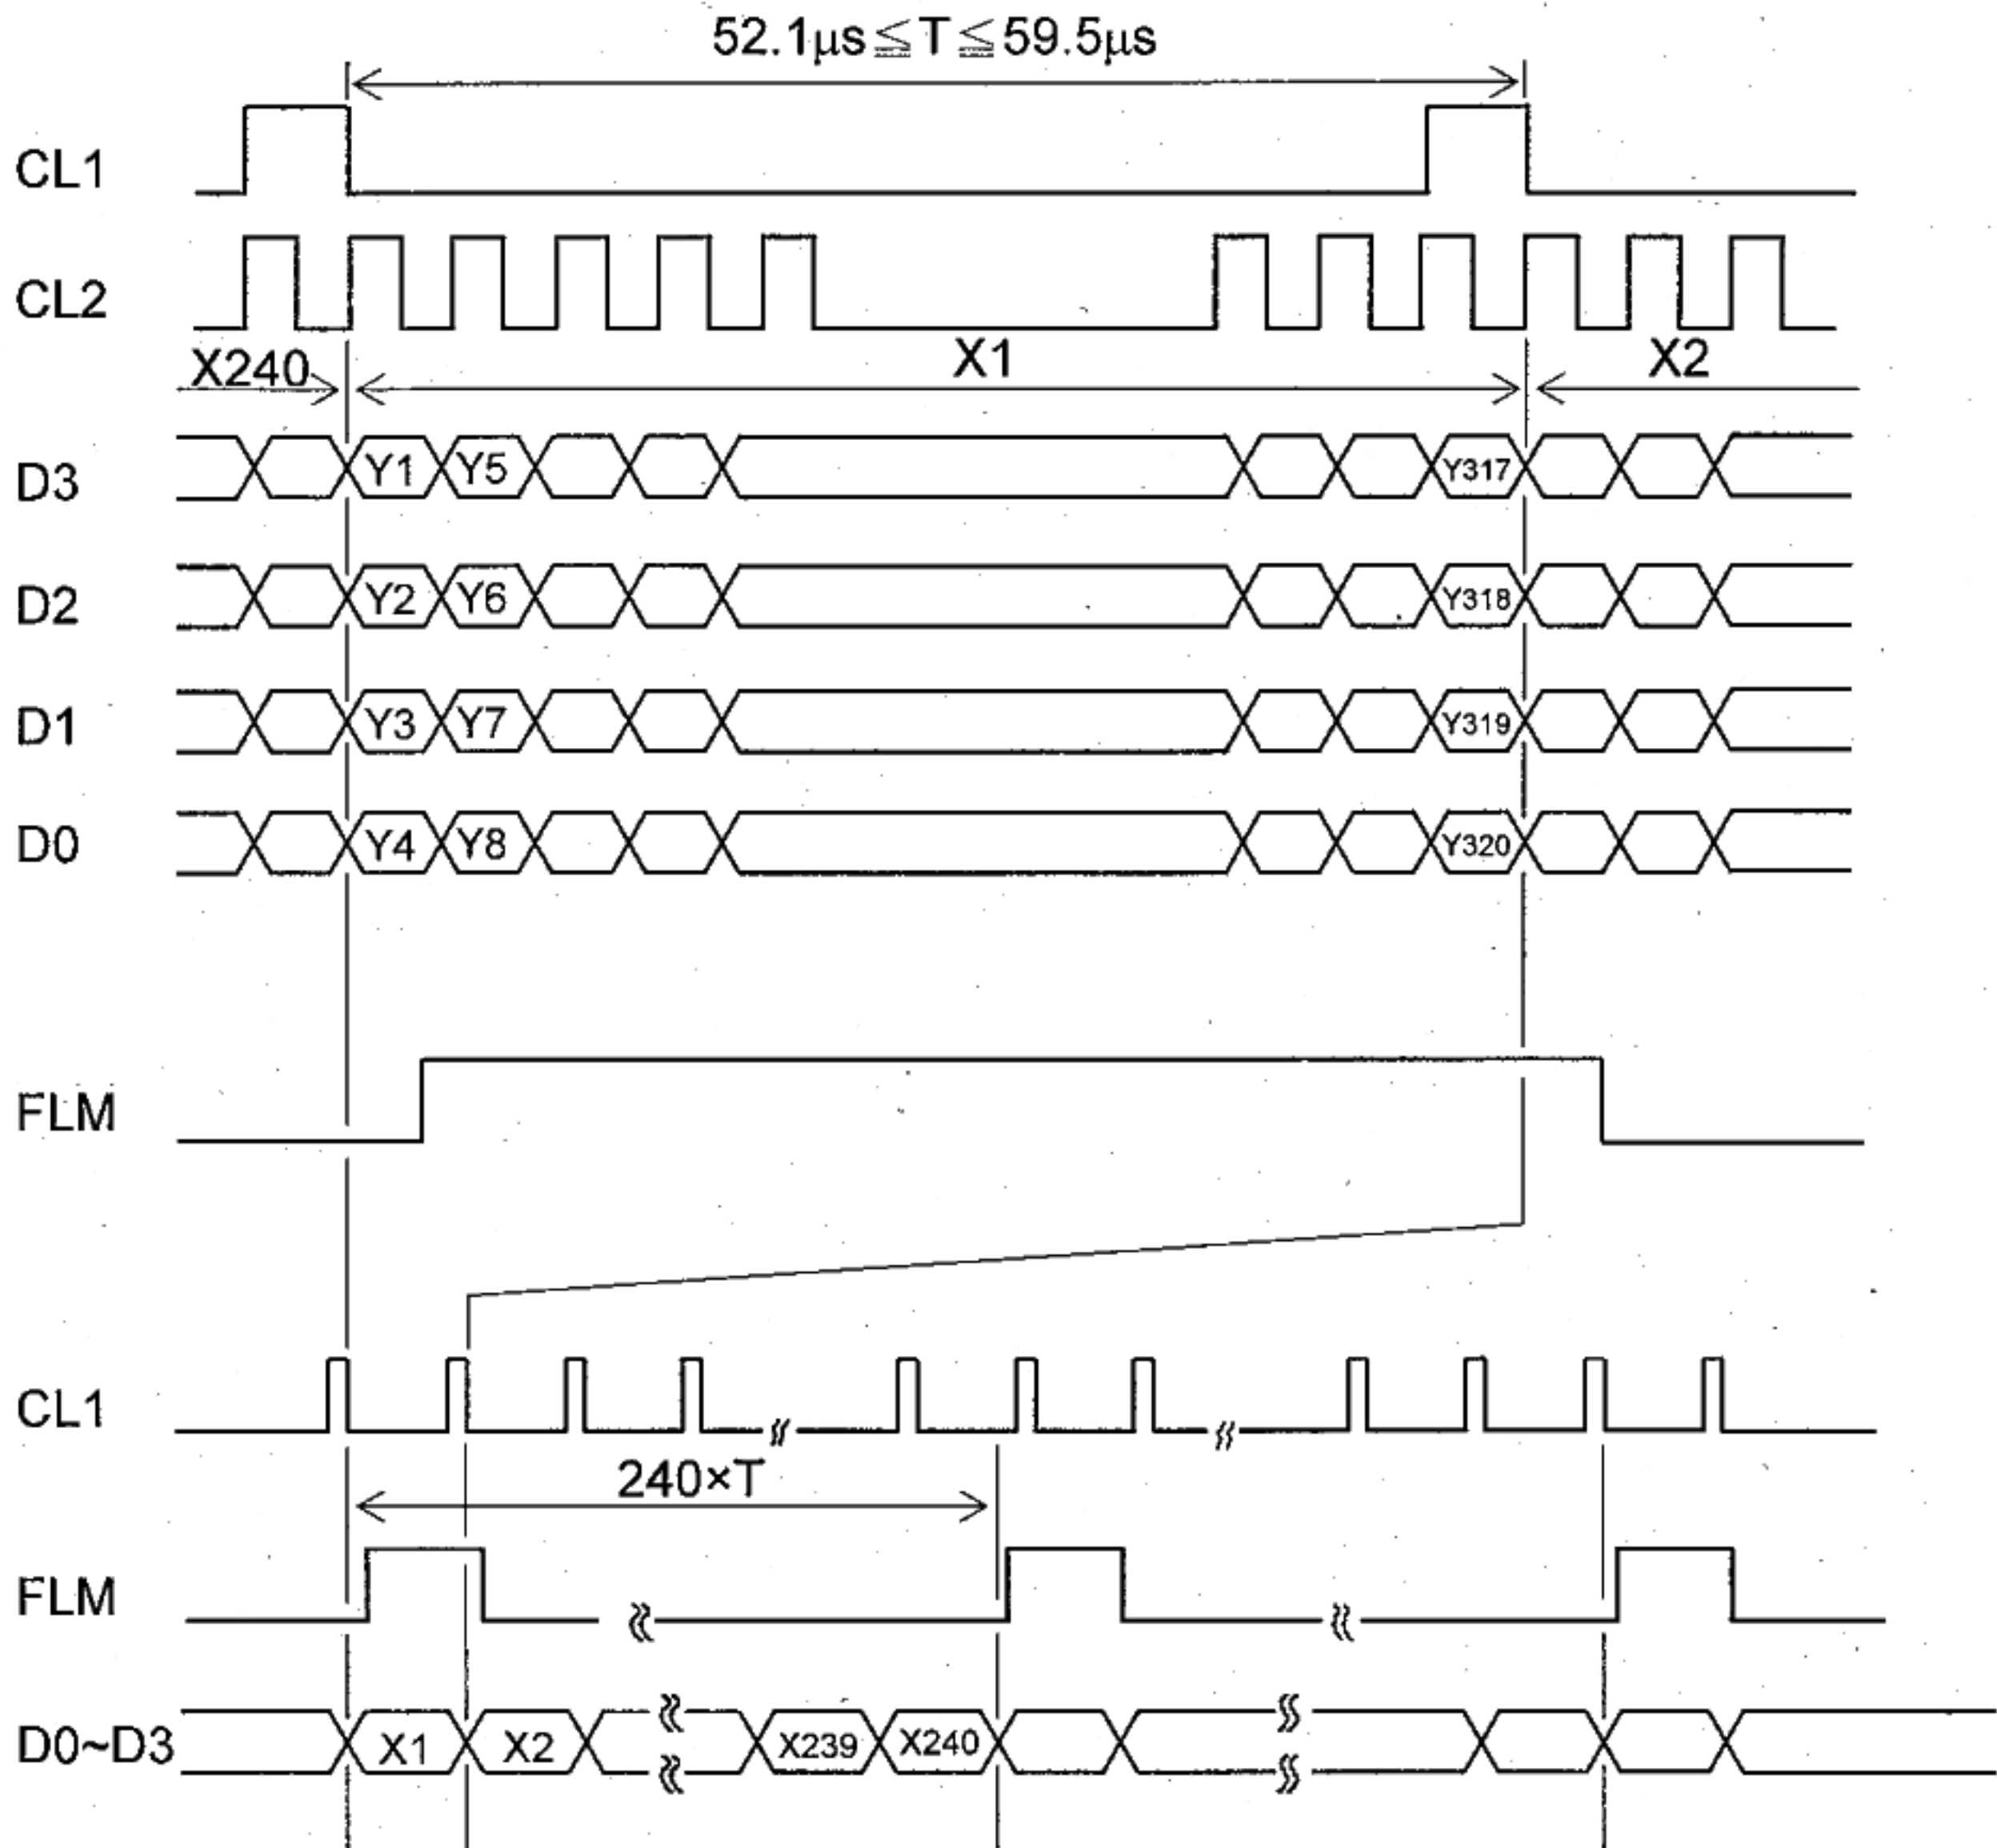 52.1μs≦T≦59.5μs
CL1
CL2
X240 X1 X2
D3 Y1 Y5 Y317
D2 Y2 Y6 Y318
D1 Y3 Y7 Y319
D0 Y4 Y8 Y320
FLM
CL1
240×T
FLM
D0~D3 X1 X2 X239 X240